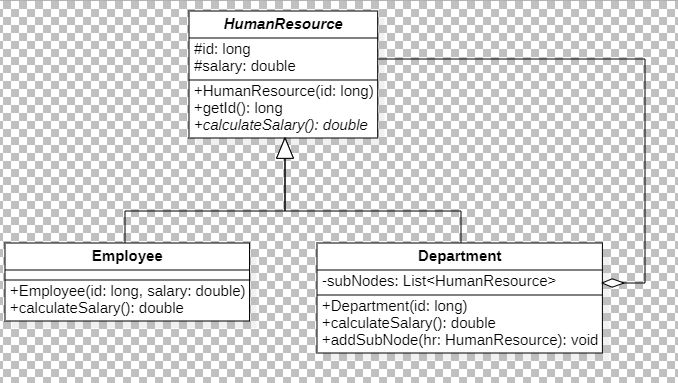 HumanResource
#id: long
#salary: double
+HumanResource(id: long)
+getId(): long
+calculateSalary(): double
Employee
+Employee(id: long, salary: double)
+calculateSalary(): double
Department
-subNodes: List<HumanResource>
+Department(id: long)
+calculateSalary(): double
+addSubNode(hr: HumanResource): void